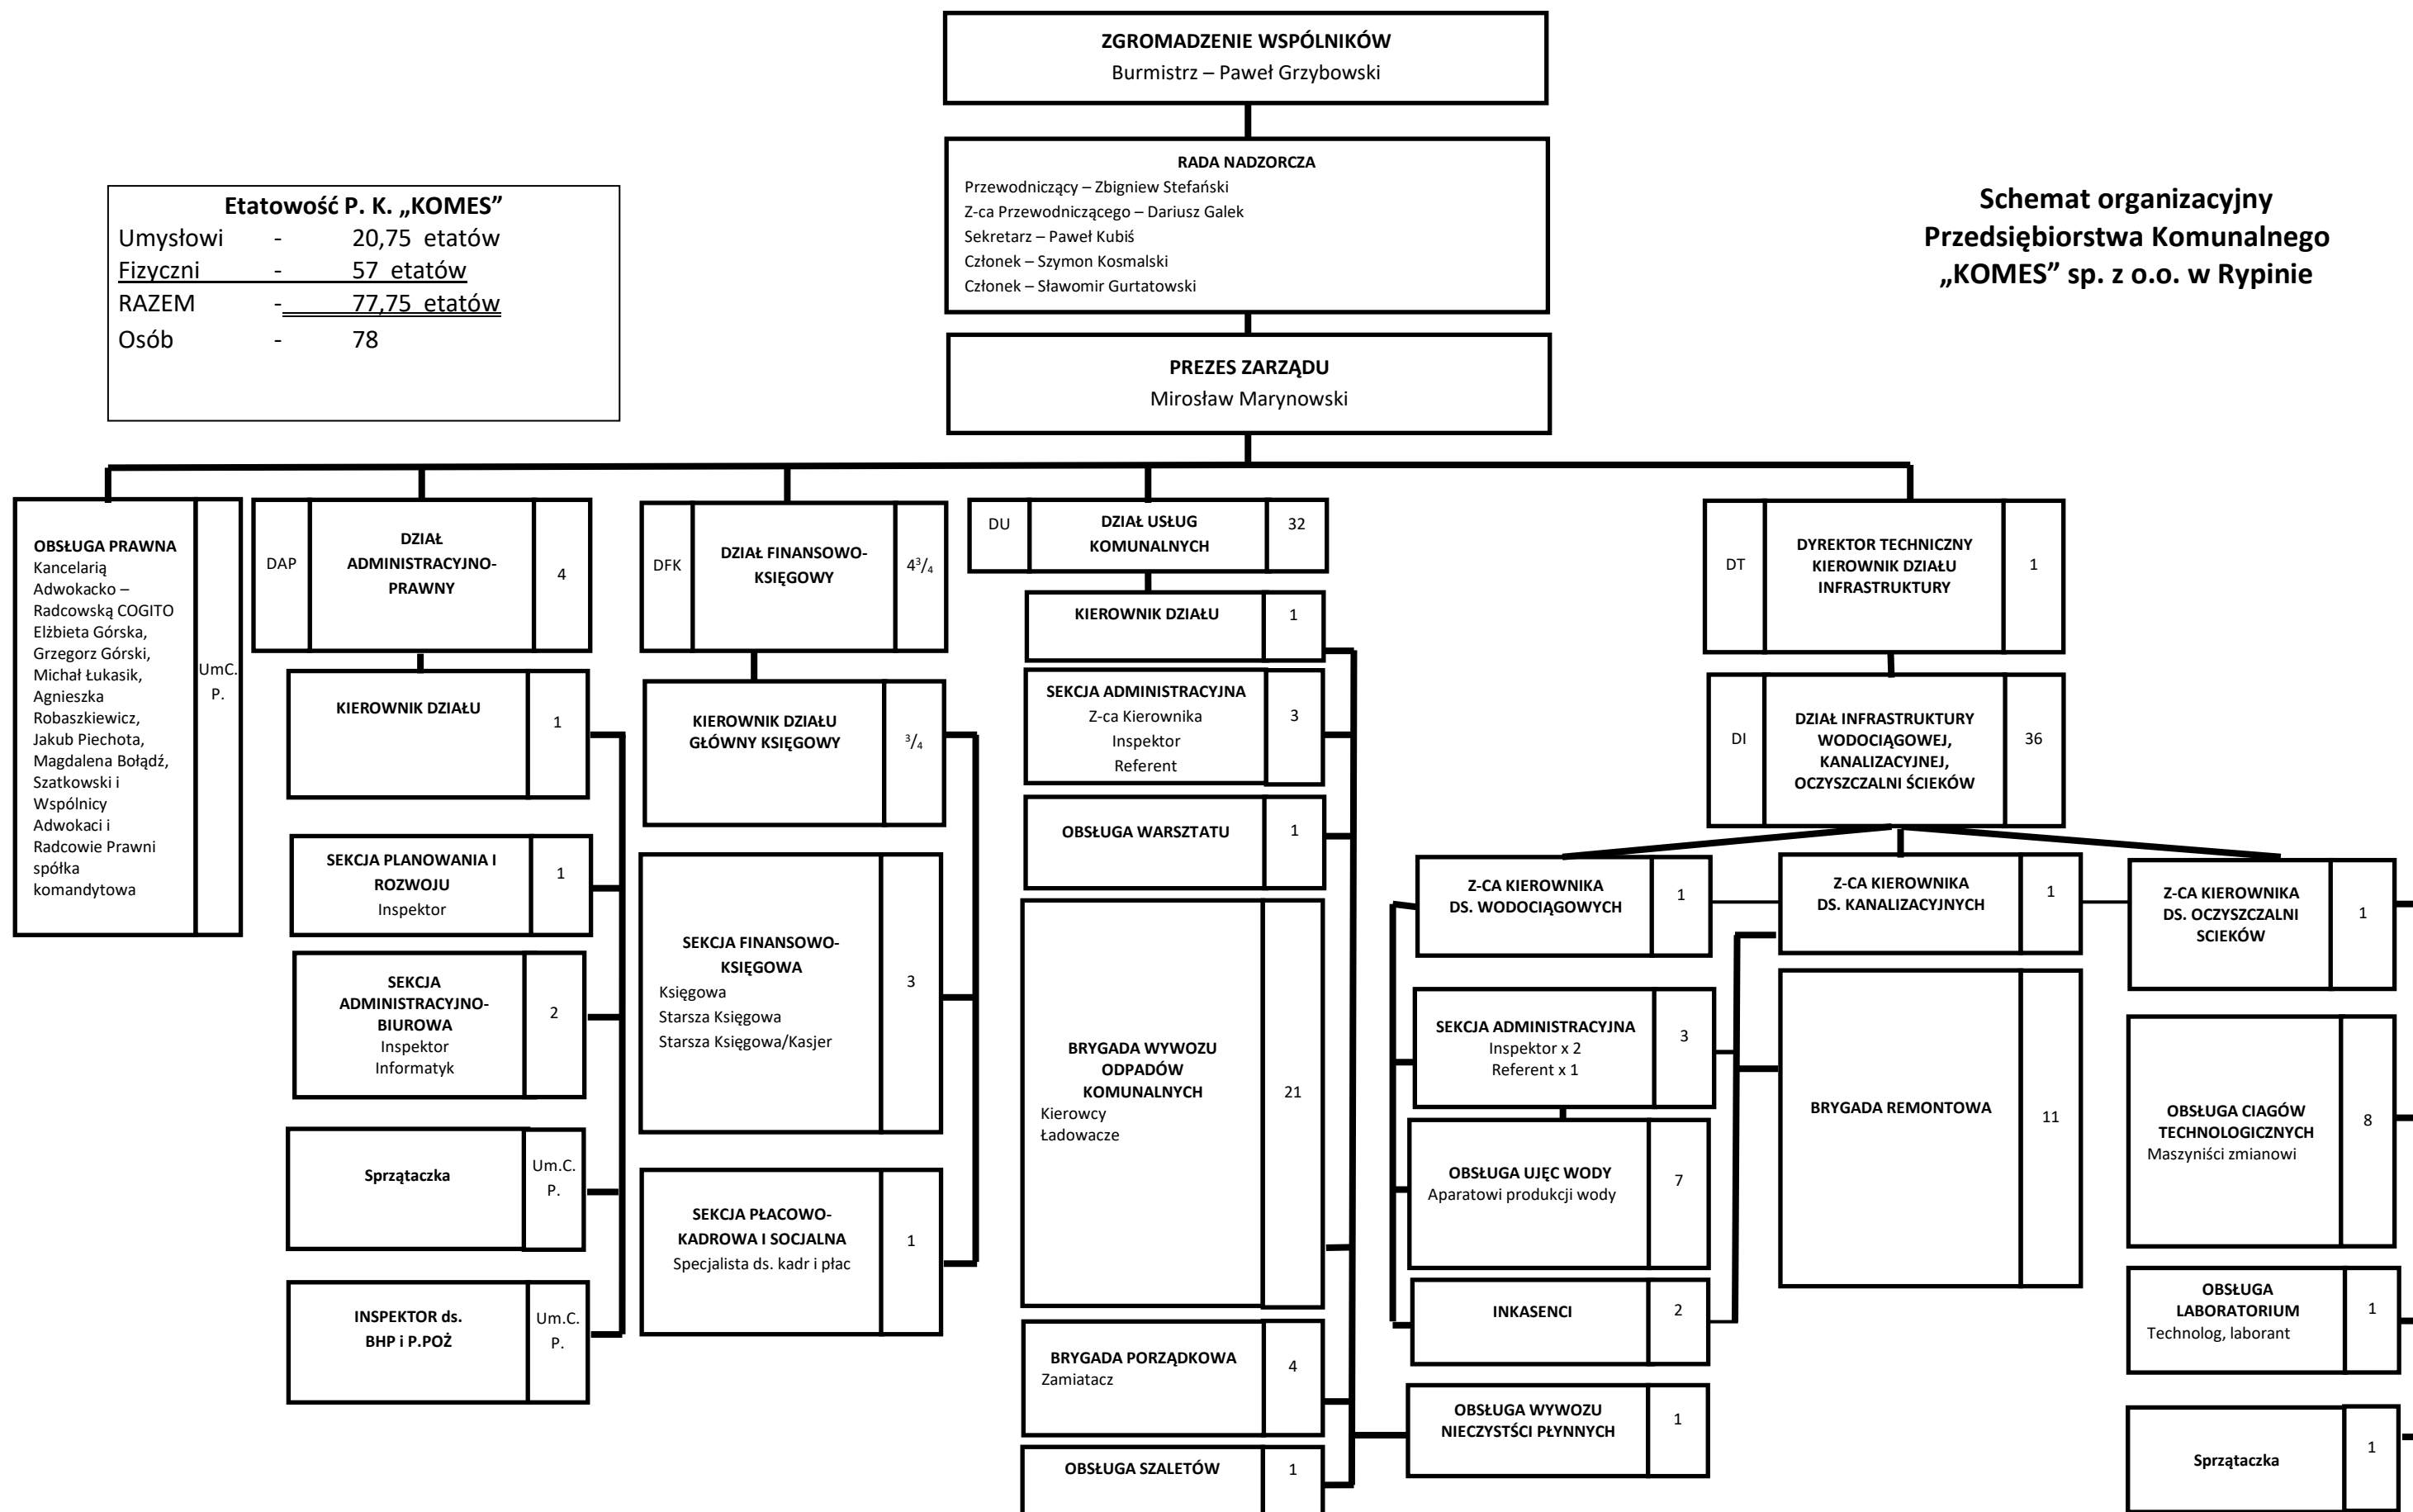 ZGROMADZENIE WSPÓLNIKÓW
Burmistrz – Paweł Grzybowski
RADA NADZORCZA
Przewodniczący – Zbigniew Stefański
Z-ca Przewodniczącego – Dariusz Galek
Sekretarz – Paweł Kubiś
Członek – Szymon Kosmalski
Członek – Sławomir Gurtatowski
PREZES ZARZĄDU
Mirosław Marynowski
Etatowość P. K. „KOMES”
Umysłowi - 20,75 etatów
Fizyczni - 57 etatów
RAZEM - 77,75 etatów
Osób - 78
Schemat organizacyjny
Przedsiębiorstwa Komunalnego
„KOMES” sp. z o.o. w Rypinie
OBSŁUGA PRAWNA
Kancelarią
Adwokacko –
Radcowską COGITO
Elżbieta Górska,
Grzegorz Górski,
Michał Łukasik,
Agnieszka
Robaszkiewicz,
Jakub Piechota,
Magdalena Bołądź,
Szatkowski i
Wspólnicy
Adwokaci i
Radcowie Prawni
spółka
komandytowa
UmC.
P.
DAP
DZIAŁ
ADMINISTRACYJNO-
PRAWNY
4
KIEROWNIK DZIAŁU
1
SEKCJA PLANOWANIA I
ROZWOJU
Inspektor
1
SEKCJA
ADMINISTRACYJNO-
BIUROWA
Inspektor
Informatyk
2
Sprzątaczka
Um.C.
P.
INSPEKTOR ds.
BHP i P.POŻ
Um.C.
P.
DFK
DZIAŁ FINANSOWO-
KSIĘGOWY
4³/₄
KIEROWNIK DZIAŁU
GŁÓWNY KSIĘGOWY
³/₄
SEKCJA FINANSOWO-
KSIĘGOWA
Księgowa
Starsza Księgowa
Starsza Księgowa/Kasjer
3
SEKCJA PŁACOWO-
KADROWA I SOCJALNA
Specjalista ds. kadr i płac
1
DU
DZIAŁ USŁUG
KOMUNALNYCH
32
KIEROWNIK DZIAŁU
1
SEKCJA ADMINISTRACYJNA
Z-ca Kierownika
Inspektor
Referent
3
OBSŁUGA WARSZTATU
1
BRYGADA WYWOZU
ODPADÓW
KOMUNALNYCH
Kierowcy
Ładowacze
21
BRYGADA PORZĄDKOWA
Zamiatacz
4
OBSŁUGA SZALETÓW
1
DT
DYREKTOR TECHNICZNY
KIEROWNIK DZIAŁU
INFRASTRUKTURY
1
DI
DZIAŁ INFRASTRUKTURY
WODOCIĄGOWEJ,
KANALIZACYJNEJ,
OCZYSZCZALNI ŚCIEKÓW
36
Z-CA KIEROWNIKA
DS. WODOCIĄGOWYCH
1
SEKCJA ADMINISTRACYJNA
Inspektor x 2
Referent x 1
3
OBSŁUGA UJĘC WODY
Aparatowi produkcji wody
7
INKASENCI
2
OBSŁUGA WYWOZU
NIECZYSTŚCI PŁYNNYCH
1
Z-CA KIEROWNIKA
DS. KANALIZACYJNYCH
1
BRYGADA REMONTOWA
11
Z-CA KIEROWNIKA
DS. OCZYSZCZALNI
SCIEKÓW
1
OBSŁUGA CIAGÓW
TECHNOLOGICZNYCH
Maszyniści zmianowi
8
OBSŁUGA
LABORATORIUM
Technolog, laborant
1
Sprzątaczka
1